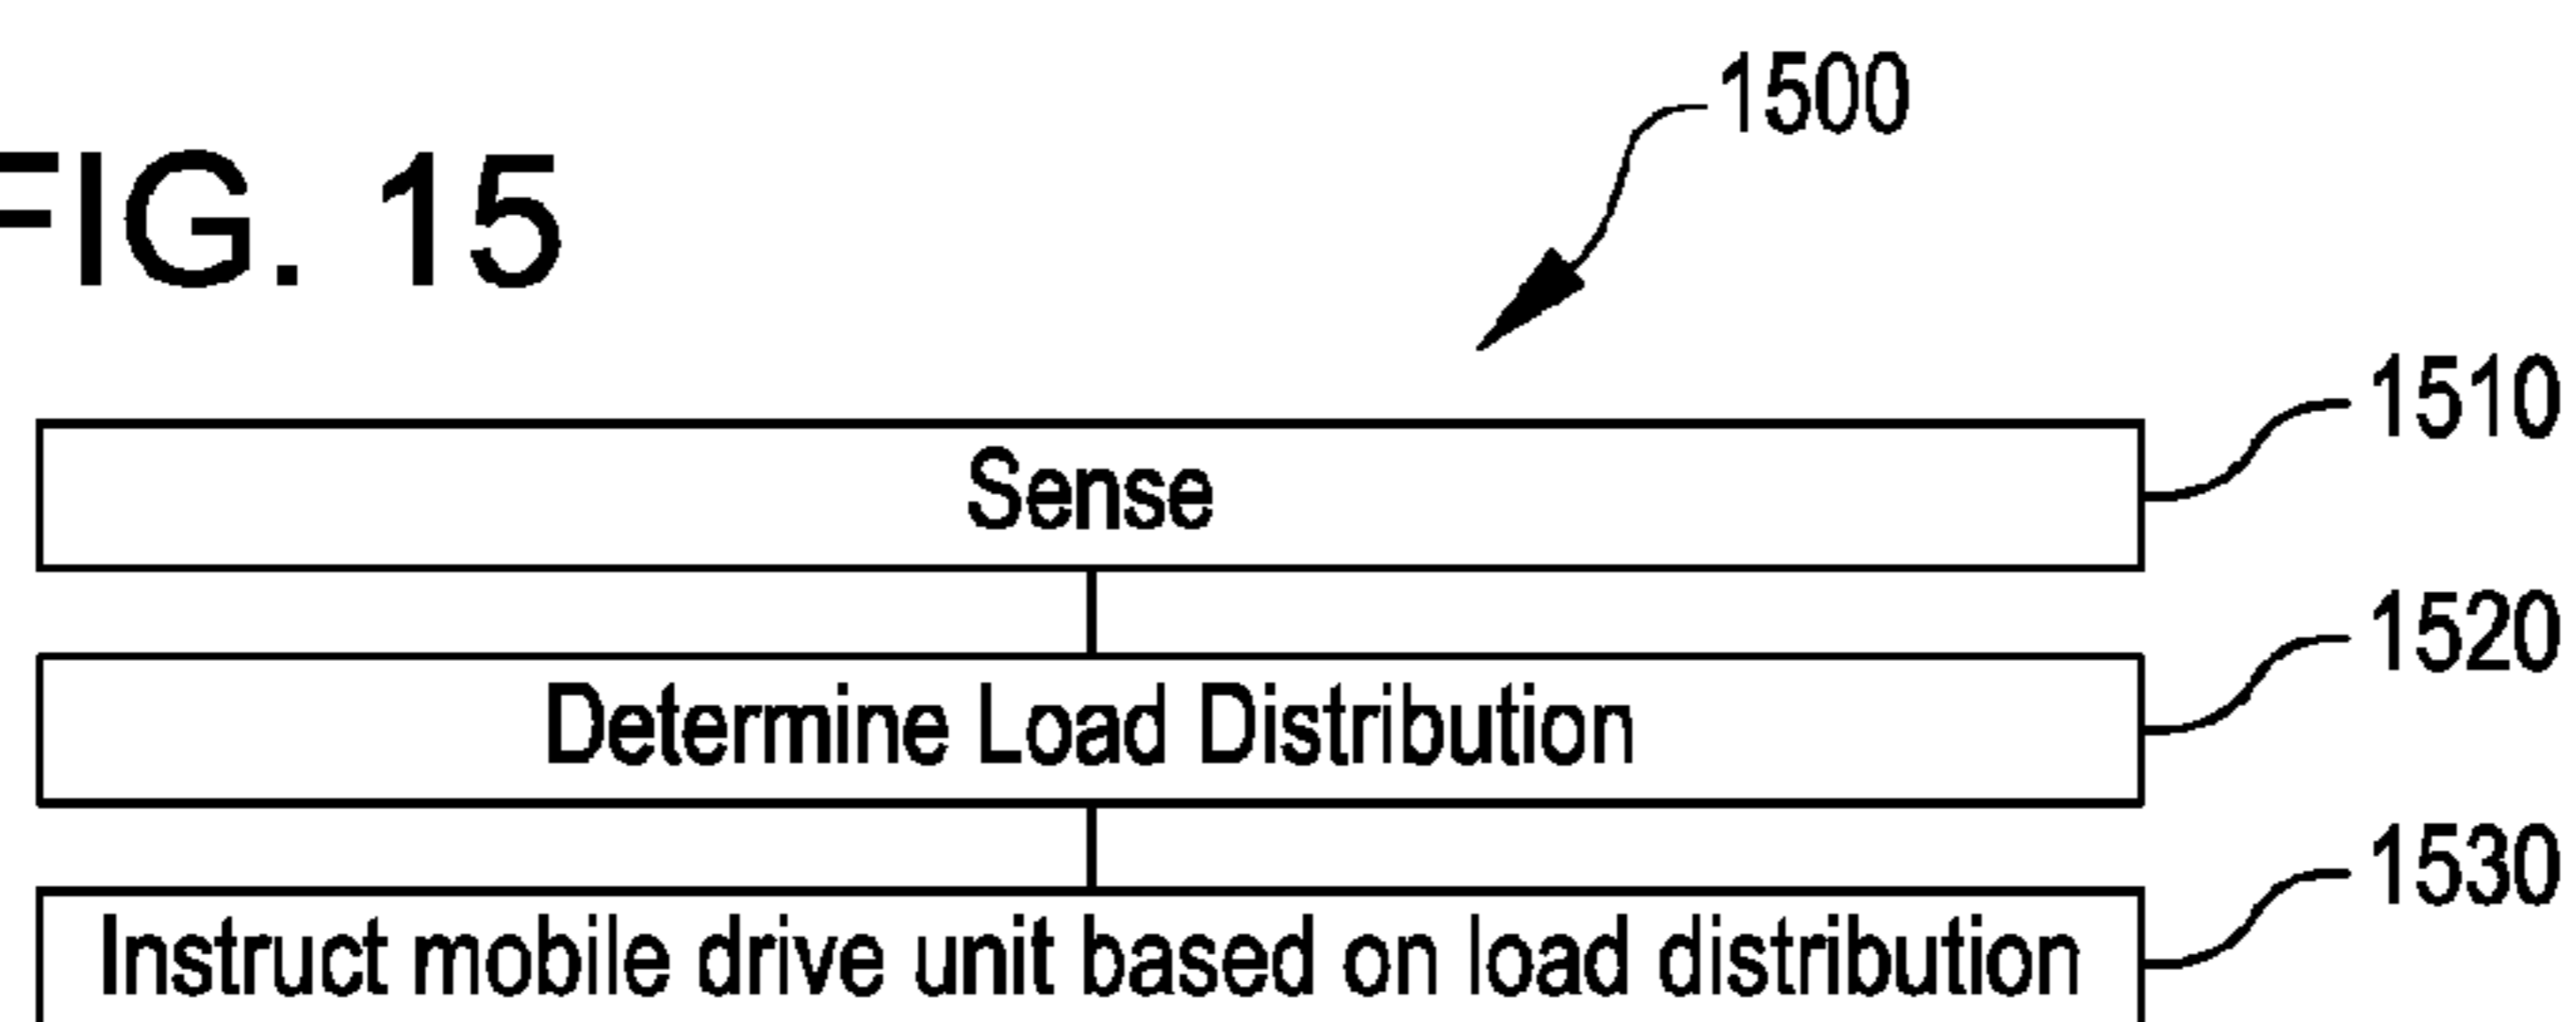 1500
FIG. 15
1510
Sense
1520
Determine Load Distribution
1530
Instruct mobile drive unit based on load distribution